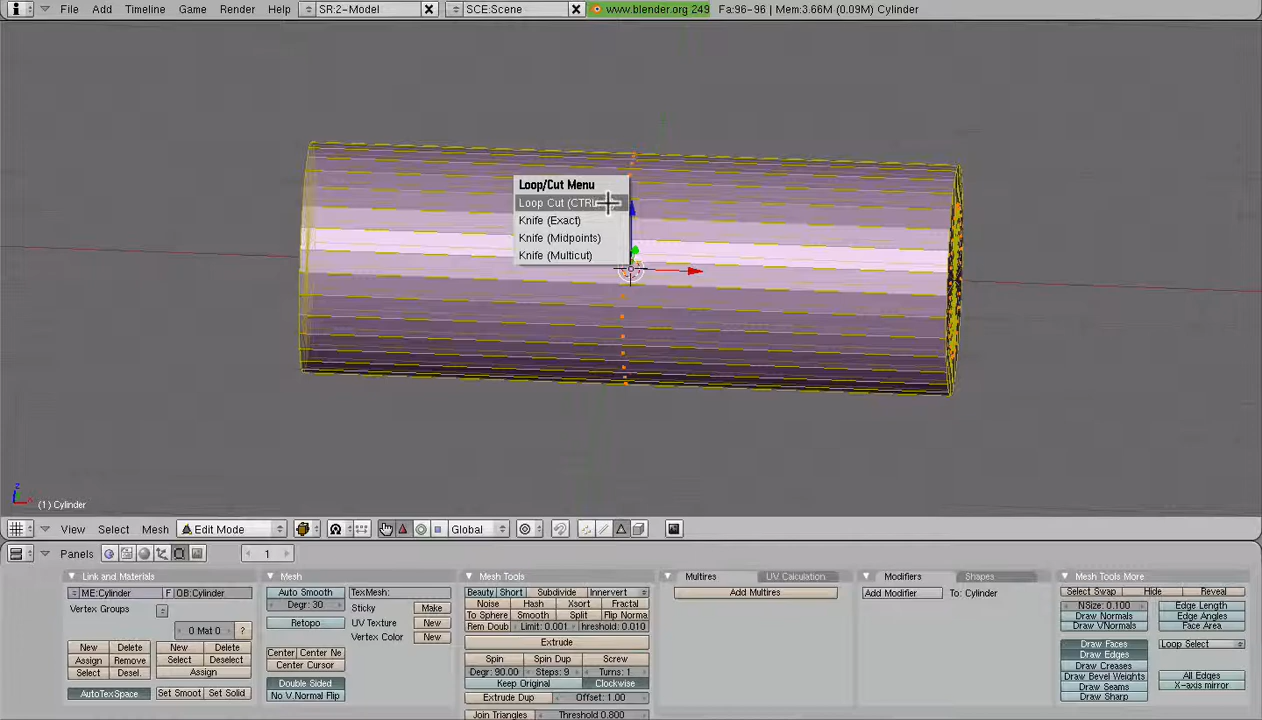 File Add Timeline Game Render Help SR:2-Model SCE:Scene www.blender.org 249 Fa:96-96 | Mem:3.66M (0.09M) Cylinder
Loop/Cut Menu
Loop Cut (CTRL
Knife (Exact)
Knife (Midpoints)
Knife (Multicut)
z
(1) Cylinder
View Select Mesh Edit Mode Global
Panels 1
Link and Materials
ME:Cylinder F OB:Cylinder
Vertex Groups
0 Mat 0 ?
New Delete New Delete
Assign Remove Select Deselect
Select Desel. Assign
AutoTexSpace Set Smoot Set Solid
Mesh
Auto Smooth TexMesh:
Degr: 30 Sticky Make
Retopo UV Texture New
Vertex Color New
Center Center Ne
Center Cursor
Double Sided
No V.Normal Flip
Mesh Tools
Beauty Short Subdivide Innervert
Noise Hash Xsort Fractal
To Sphere Smooth Split Flip Norma
Rem Doub Limit: 0.001 hreshold: 0.010
Extrude
Spin Spin Dup Screw
Degr: 90.00 Steps: 9 Turns: 1
Keep Original Clockwise
Extrude Dup Offset: 1.00
Join Triangles Threshold 0.800
Multires UV Calculation
Add Multires
Modifiers Shapes
Add Modifier To: Cylinder
Mesh Tools More
Select Swap Hide Reveal
NSize: 0.100 Edge Length
Draw Normals Edge Angles
Draw VNormals Face Area
Draw Faces Loop Select
Draw Edges
Draw Creases
Draw Bevel Weights All Edges
Draw Seams X-axis mirror
Draw Sharp